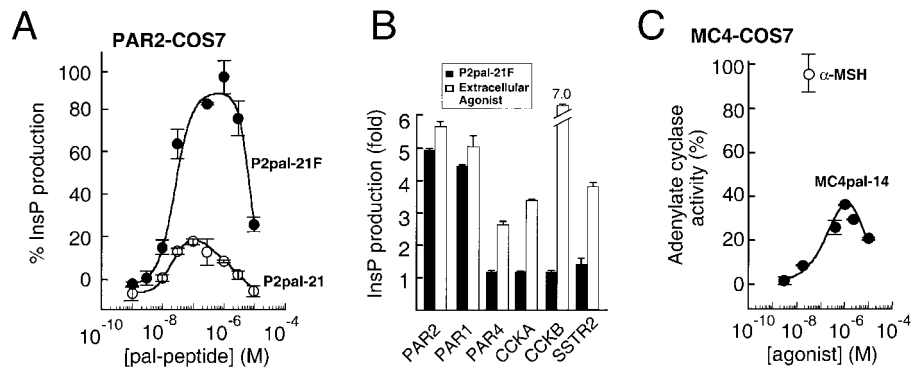 A
PAR2-COS7
% InsP production
100
80
60
40
20
0
P2pal-21F
P2pal-21
10⁻¹⁰ 10⁻⁸ 10⁻⁶ 10⁻⁴
[pal-peptide] (M)
B
P2pal-21F
Extracellular
Agonist
7.0
InsP production (fold)
6
5
4
3
2
1
PAR2
PAR1
PAR4
CCKA
CCKB
SSTR2
C
MC4-COS7
Adenylate cyclase
activity (%)
100
80
60
40
20
0
α-MSH
MC4pal-14
10⁻¹⁰ 10⁻⁸ 10⁻⁶ 10⁻⁴
[agonist] (M)